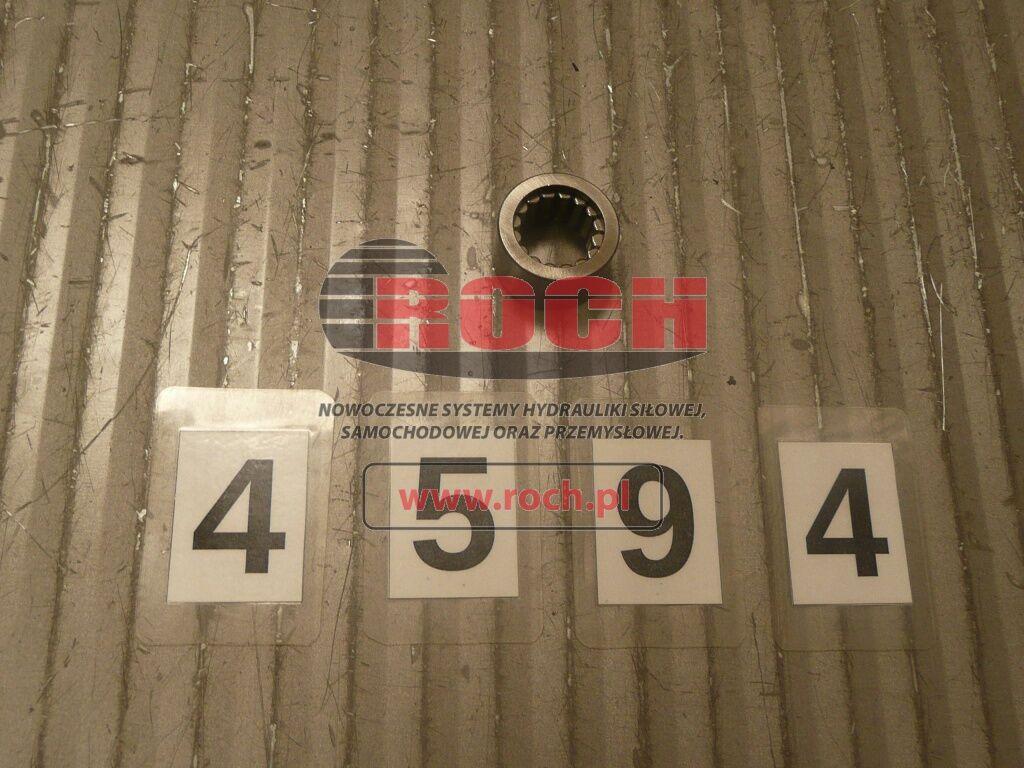 ROCH
NOWOCZESNE SYSTEMY HYDRAULIKI SIŁOWEJ,
SAMOCHODOWEJ ORAZ PRZEMYSŁOWEJ.
www.roch.pl
4 5 9 4